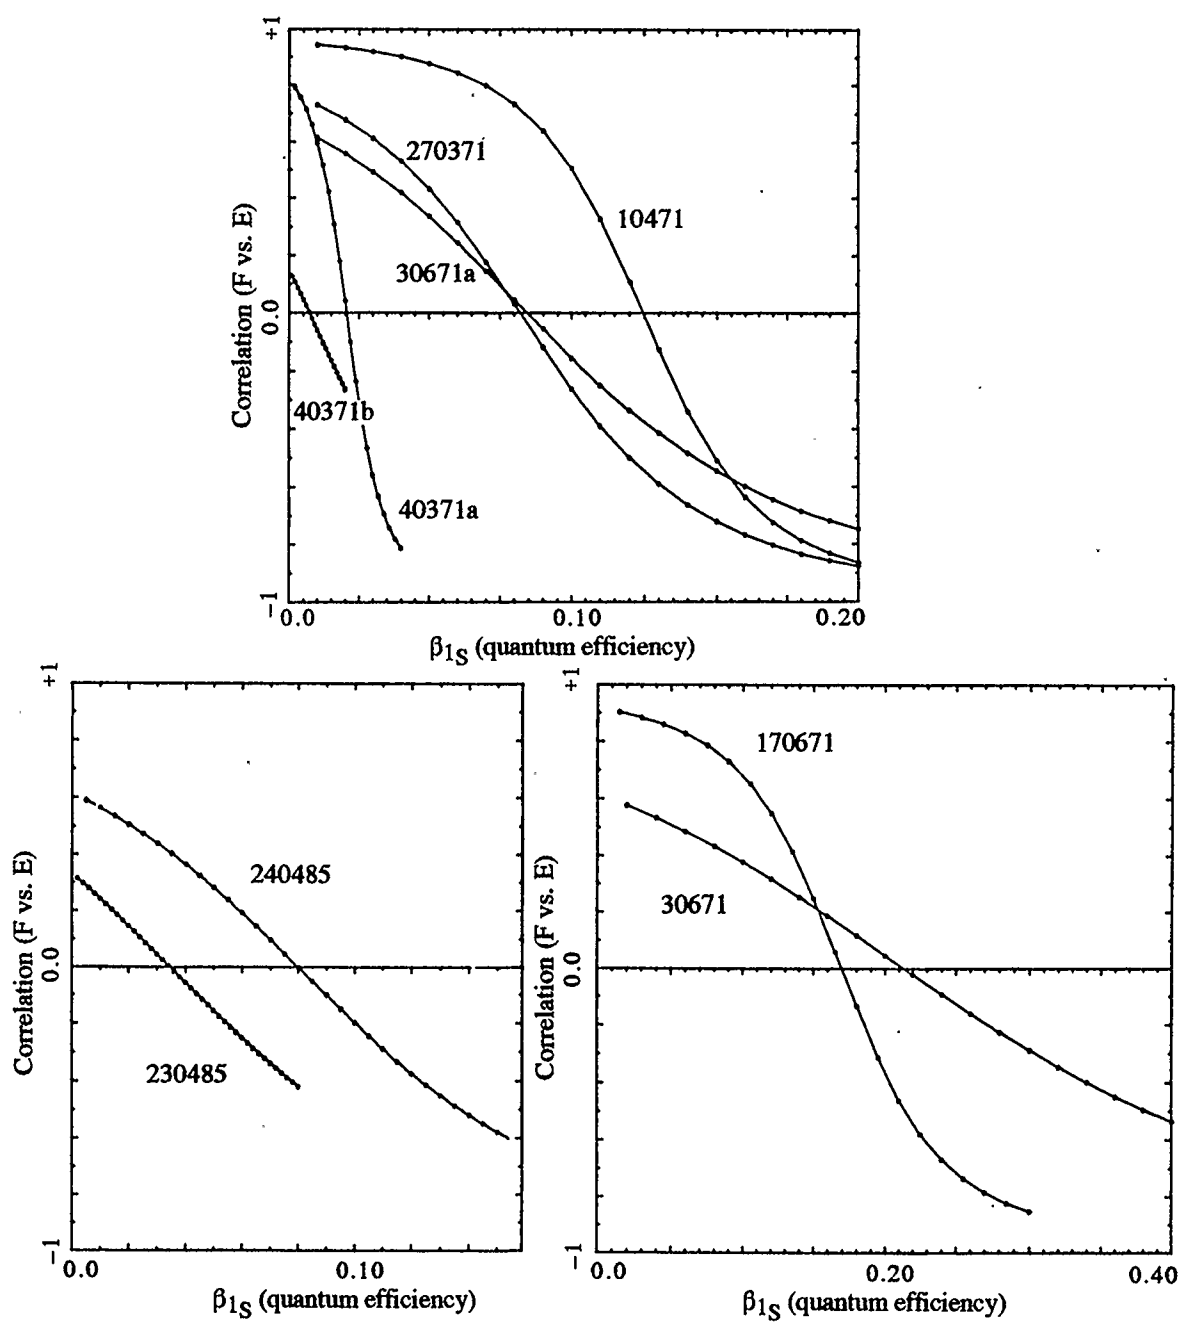 +1
270371
10471
30671a
Correlation (F vs. E)
0.0
40371b
40371a
−1
0.0
0.10
0.20
β1S (quantum efficiency)
+1
240485
Correlation (F vs. E)
0.0
230485
−1
0.0
0.10
β1S (quantum efficiency)
+1
170671
30671
Correlation (F vs. E)
0.0
−1
0.0
0.20
0.40
β1S (quantum efficiency)